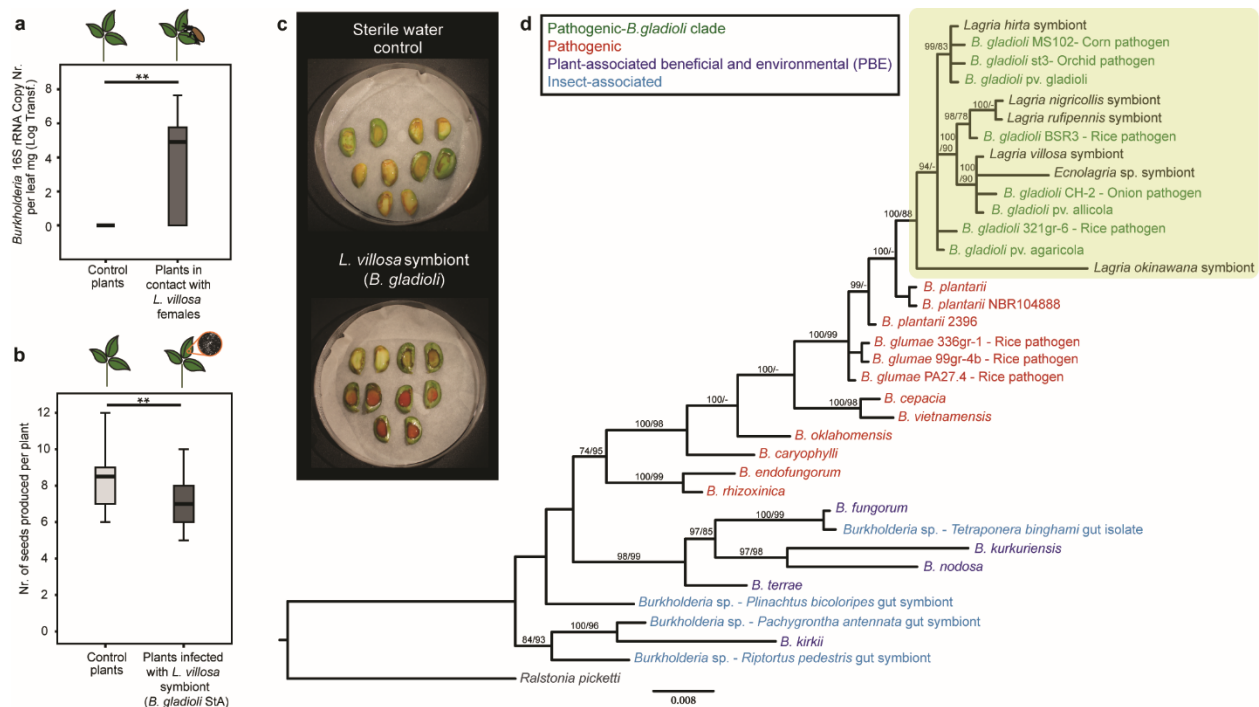 a
**
Burkholderia 16S rRNA Copy Nr.
per leaf mg (Log Transf.)
8
6
4
2
0
Control
plants
Plants in
contact with
L. villosa
females
b
**
Nr. of seeds produced per plant
12
10
8
6
4
2
0
Control
plants
Plants infected
with L. villosa
symbiont
(B. gladioli StA)
c
Sterile water
control
L. villosa symbiont
(B. gladioli)
d
Pathogenic-B.gladioli clade
Pathogenic
Plant-associated beneficial and environmental (PBE)
Insect-associated
Lagria hirta symbiont
99/83
B. gladioli MS102- Corn pathogen
B. gladioli st3- Orchid pathogen
B. gladioli pv. gladioli
100/-
Lagria nigricollis symbiont
98/78
Lagria rufipennis symbiont
100
/90
B. gladioli BSR3 - Rice pathogen
Lagria villosa symbiont
100
/90
Ecnolagria sp. symbiont
94/-
B. gladioli CH-2 - Onion pathogen
B. gladioli pv. allicola
100/88
B. gladioli 321gr-6 - Rice pathogen
B. gladioli pv. agaricola
100/-
Lagria okinawana symbiont
99/-
B. plantarii
B. plantarii NBR104888
B. plantarii 2396
100/99
B. glumae 336gr-1- Rice pathogen
B. glumae 99gr-4b - Rice pathogen
100/-
B. glumae PA27.4 - Rice pathogen
100/98
B. cepacia
B. vietnamensis
100/-
B. oklahomensis
100/98
B. caryophylli
74/95
100/99
B. endofungorum
B. rhizoxinica
100/99
B. fungorum
97/85
Burkholderia sp. - Tetraponera binghami gut isolate
98/99
97/98
B. kurkuriensis
B. nodosa
B. terrae
Burkholderia sp. - Plinachtus bicoloripes gut symbiont
100/96
Burkholderia sp. - Pachygrontha antennata gut symbiont
84/93
B. kirkii
Burkholderia sp. - Riptortus pedestris gut symbiont
Ralstonia picketti
0.008